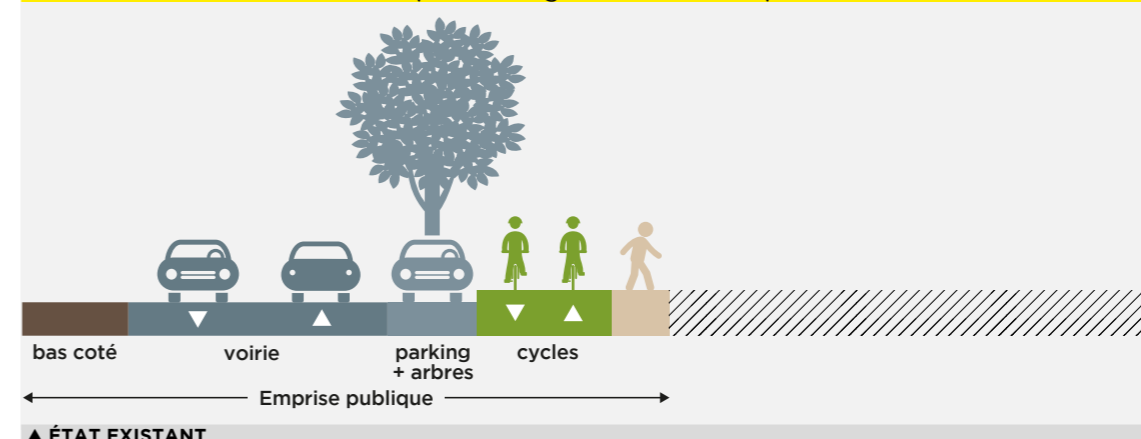 bas coté
voirie
parking
+ arbres
cycles
Emprise publique
▲ ÉTAT EXISTANT